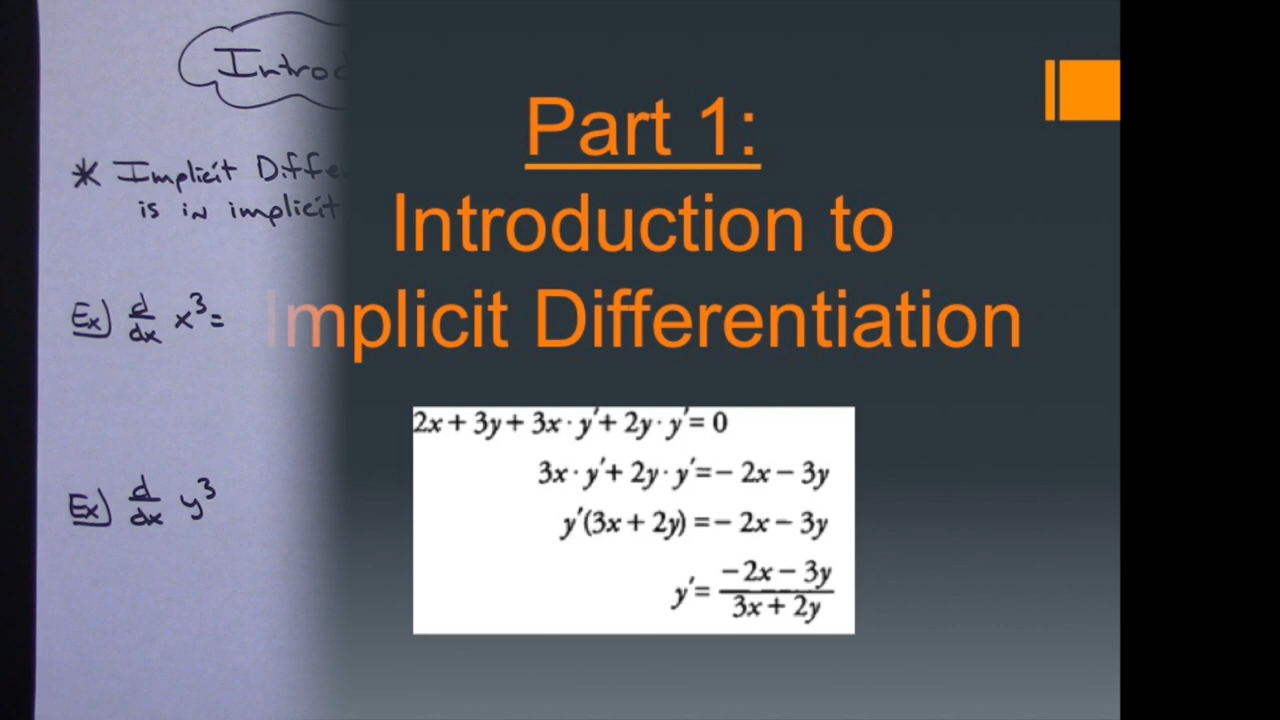 Introd
* Implicit Diffe
is in implicit
Ex) d/dx x³=
Ex) d/dx y³
Part 1:
Introduction to
Implicit Differentiation
2x + 3y + 3x · y′ + 2y · y′ = 0
3x · y′ + 2y · y′ = − 2x − 3y
y′(3x + 2y) = − 2x − 3y
y′ = −2x − 3y / 3x + 2y